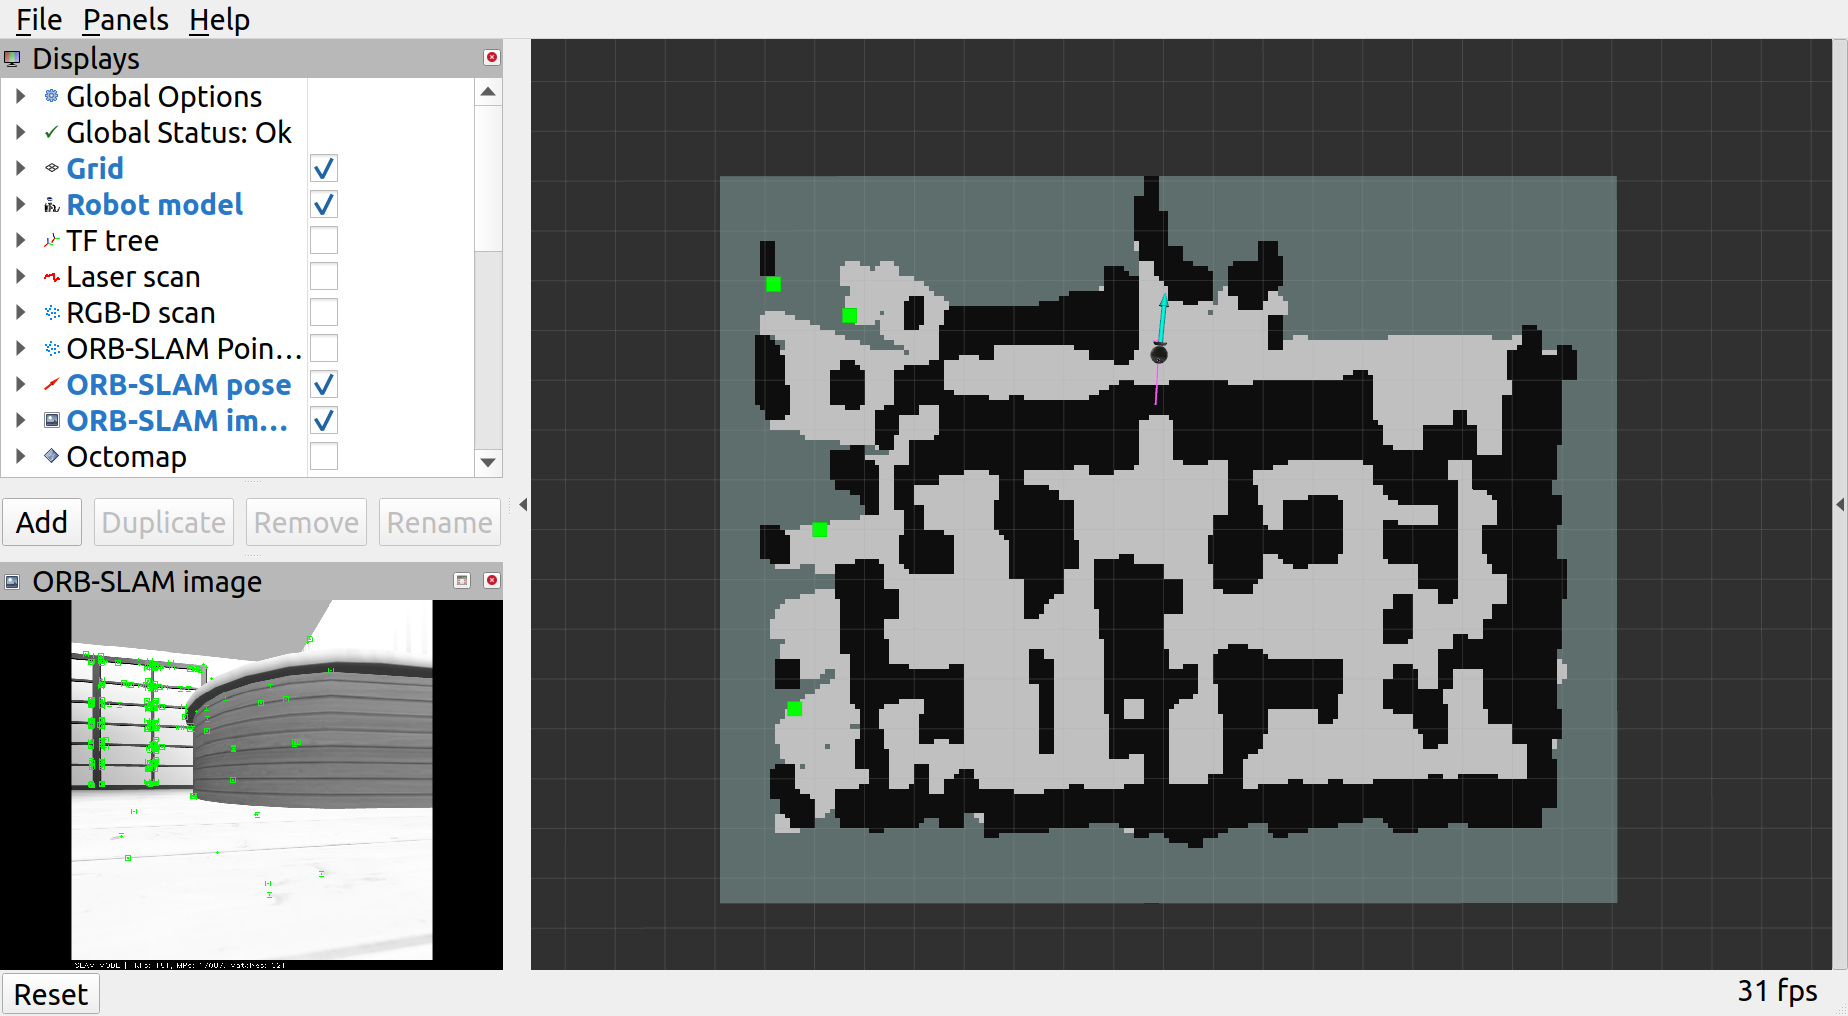 File Panels Help
Displays
Global Options
Global Status: Ok
Grid
Robot model
TF tree
Laser scan
RGB-D scan
ORB-SLAM Poin...
ORB-SLAM pose
ORB-SLAM im...
Octomap
Add Duplicate Remove Rename
ORB-SLAM image
Reset
31 fps